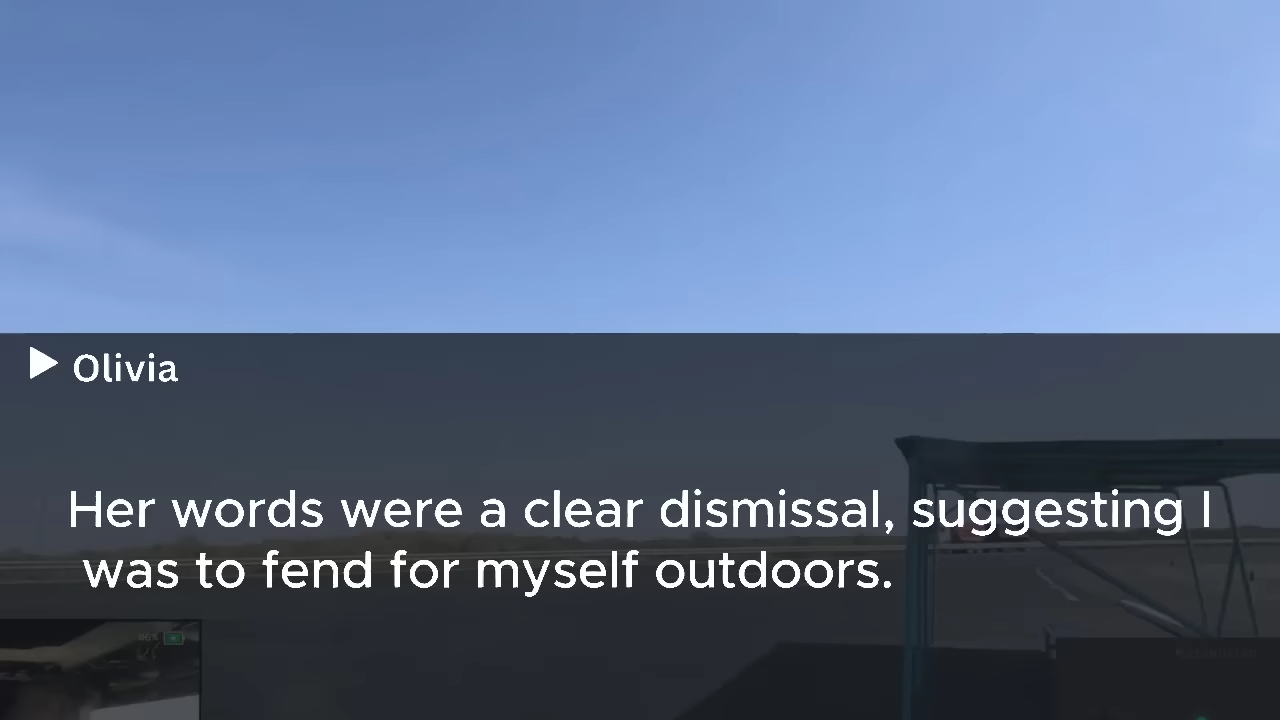 Olivia
Her words were a clear dismissal, suggesting I
was to fend for myself outdoors.